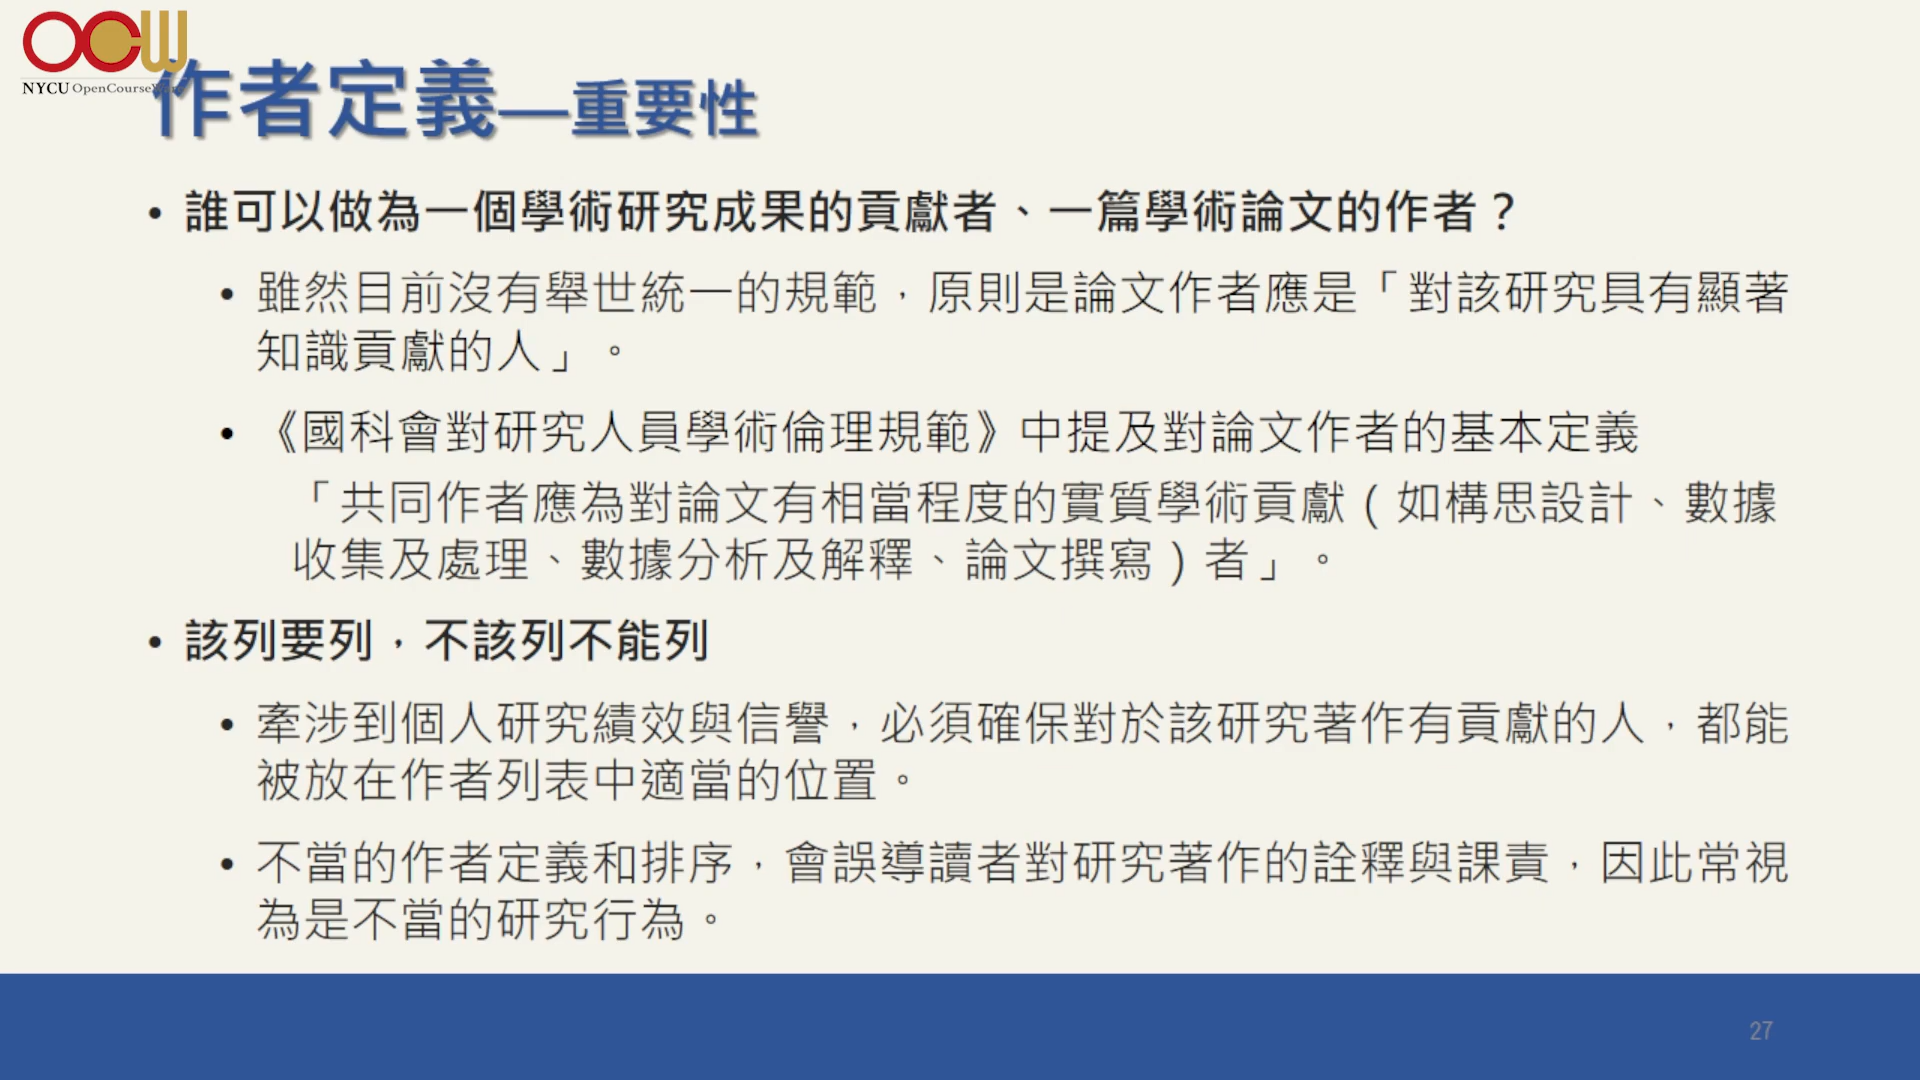 OCW
NYCU OpenCourseWare
作者定義—重要性
• 誰可以做為一個學術研究成果的貢獻者、一篇學術論文的作者？
• 雖然目前沒有舉世統一的規範，原則是論文作者應是「對該研究具有顯著
知識貢獻的人」。
• 《國科會對研究人員學術倫理規範》中提及對論文作者的基本定義
「共同作者應為對論文有相當程度的實質學術貢獻（如構思設計、數據
收集及處理、數據分析及解釋、論文撰寫）者」。
• 該列要列，不該列不能列
• 牽涉到個人研究績效與信譽，必須確保對於該研究著作有貢獻的人，都能
被放在作者列表中適當的位置。
• 不當的作者定義和排序，會誤導讀者對研究著作的詮釋與課責，因此常視
為是不當的研究行為。
27